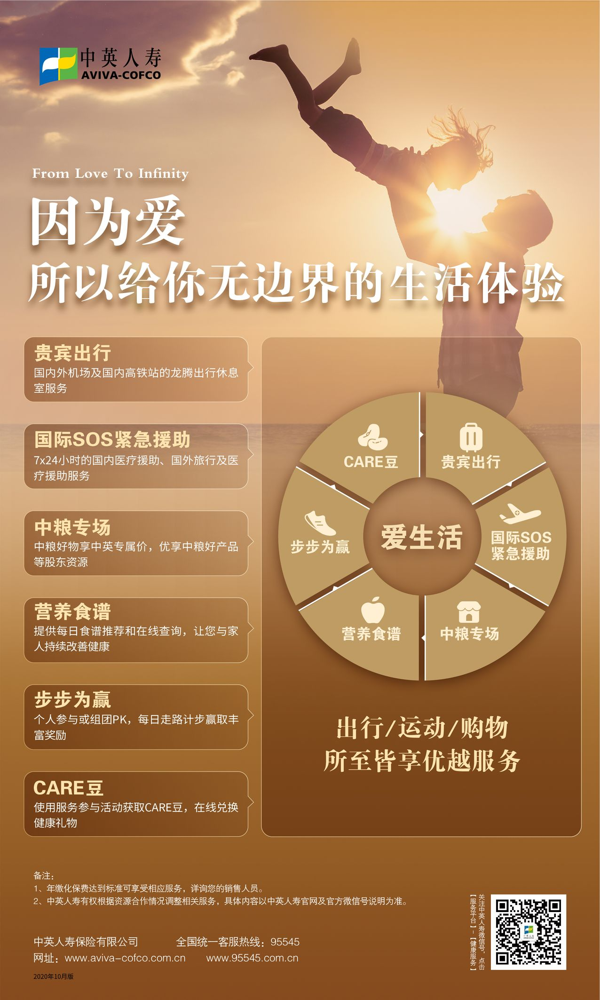 中英人寿
AVIVA-COFCO
From Love To Infinity
因为爱
所以给你无边界的生活体验
贵宾出行
国内外机场及国内高铁站的龙腾出行休息
室服务
国际SOS紧急援助
7x24小时的国内医疗援助、国外旅行及医
疗援助服务
中粮专场
中粮好物享中英专属价，优享中粮好产品
等股东资源
营养食谱
提供每日食谱推荐和在线查询，让您与家
人持续改善健康
步步为赢
个人参与或组团PK，每日走路计步赢取丰
富奖励
CARE豆
使用服务参与活动获取CARE豆，在线兑换
健康礼物
CARE豆
贵宾出行
步步为赢
爱生活
国际SOS
紧急援助
营养食谱
中粮专场
出行/运动/购物
所至皆享优越服务
备注：
1、年缴化保费达到标准可享受相应服务，详询您的销售人员。
2、中英人寿有权根据资源合作情况调整相关服务，具体内容以中英人寿官网及官方微信号说明为准。
中英人寿保险有限公司 全国统一客服热线：95545
网址：www.aviva-cofco.com.cn www.95545.com.cn
2020年10月版
关注中英人寿微信号，点击
【服务平台】-【健康服务】
中英人寿
AVIVA-COFCO